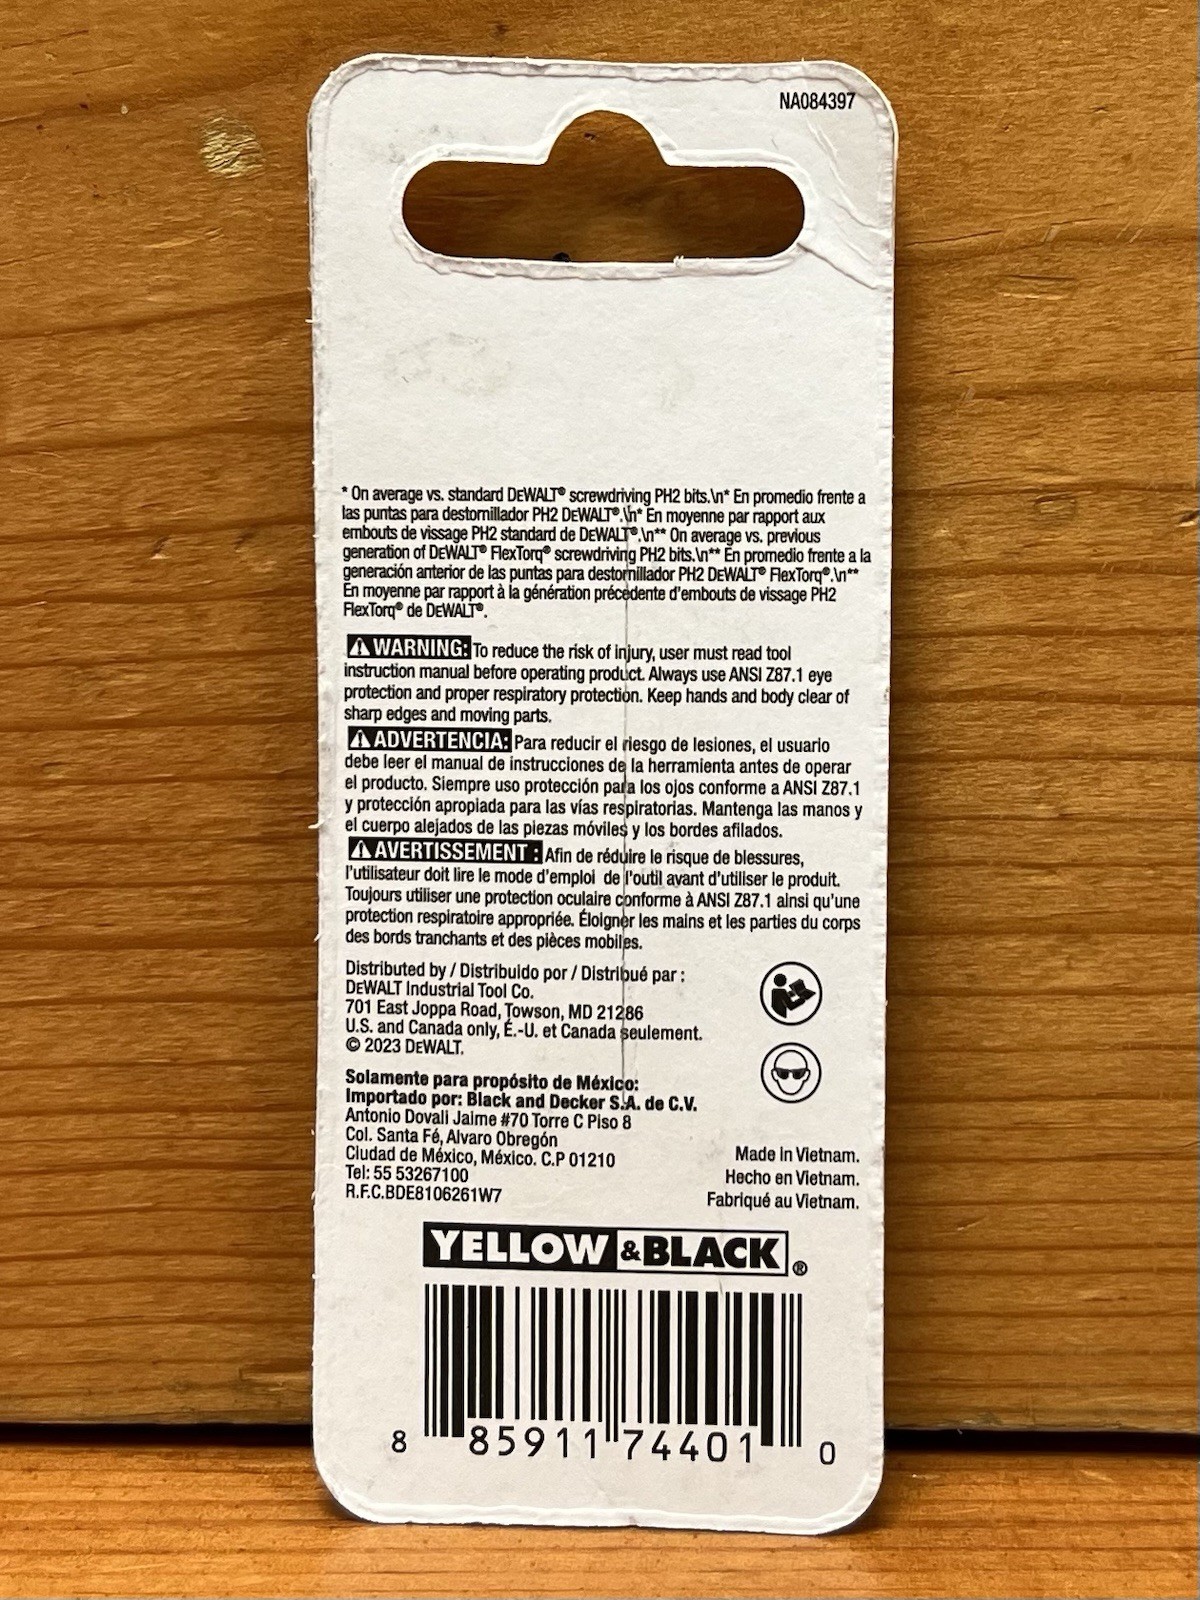 NA084397
* On average vs. standard DEWALT® screwdriving PH2 bits.\n* En promedio frente a
las puntas para destornillador PH2 DEWALT®.\n* En moyenne par rapport aux
embouts de vissage PH2 standard de DEWALT®.\n** On average vs. previous
generation of DEWALT® FlexTorq® screwdriving PH2 bits.\n** En promedio frente a la
generación anterior de las puntas para destornillador PH2 DEWALT® FlexTorq®.\n**
En moyenne par rapport à la génération précédente d'embouts de vissage PH2
FlexTorq® de DEWALT®.
⚠ WARNING: To reduce the risk of injury, user must read tool
instruction manual before operating product. Always use ANSI Z87.1 eye
protection and proper respiratory protection. Keep hands and body clear of
sharp edges and moving parts.
⚠ ADVERTENCIA: Para reducir el riesgo de lesiones, el usuario
debe leer el manual de instrucciones de la herramienta antes de operar
el producto. Siempre uso protección para los ojos conforme a ANSI Z87.1
y protección apropiada para las vías respiratorias. Mantenga las manos y
el cuerpo alejados de las piezas móviles y los bordes afilados.
⚠ AVERTISSEMENT : Afin de réduire le risque de blessures,
l'utilisateur doit lire le mode d'emploi de l'outil avant d'utiliser le produit.
Toujours utiliser une protection oculaire conforme à ANSI Z87.1 ainsi qu'une
protection respiratoire appropriée. Éloigner les mains et les parties du corps
des bords tranchants et des pièces mobiles.
Distributed by / Distribuido por / Distribué par :
DEWALT Industrial Tool Co.
701 East Joppa Road, Towson, MD 21286
U.S. and Canada only, É.-U. et Canada seulement.
© 2023 DEWALT.
Solamente para propósito de México:
Importado por: Black and Decker S.A. de C.V.
Antonio Dovali Jaime #70 Torre C Piso 8
Col. Santa Fé, Alvaro Obregón
Ciudad de México, México. C.P 01210
Tel: 55 53267100
R.F.C.BDE8106261W7
Made in Vietnam.
Hecho en Vietnam.
Fabriqué au Vietnam.
YELLOW &BLACK®
8 85911 74401 0